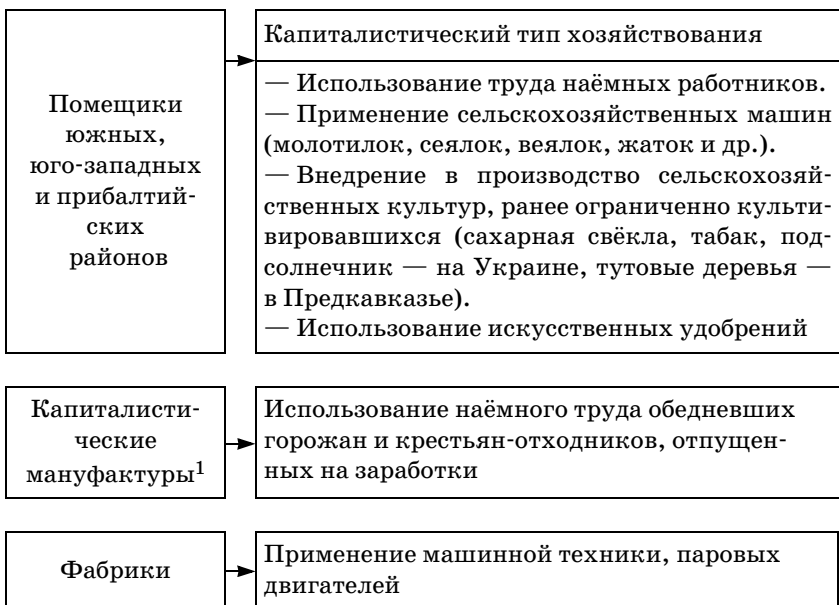 Помещики
южных,
юго-западных
и прибалтий-
ских
районов
Капиталистический тип хозяйствования
— Использование труда наёмных работников.
— Применение сельскохозяйственных машин
(молотилок, сеялок, веялок, жаток и др.).
— Внедрение в производство сельскохозяй-
ственных культур, ранее ограниченно культи-
вировавшихся (сахарная свёкла, табак, под-
солнечник — на Украине, тутовые деревья —
в Предкавказье).
— Использование искусственных удобрений
Капиталисти-
ческие
мануфактуры¹
Использование наёмного труда обедневших
горожан и крестьян-отходников, отпущен-
ных на заработки
Фабрики
Применение машинной техники, паровых
двигателей